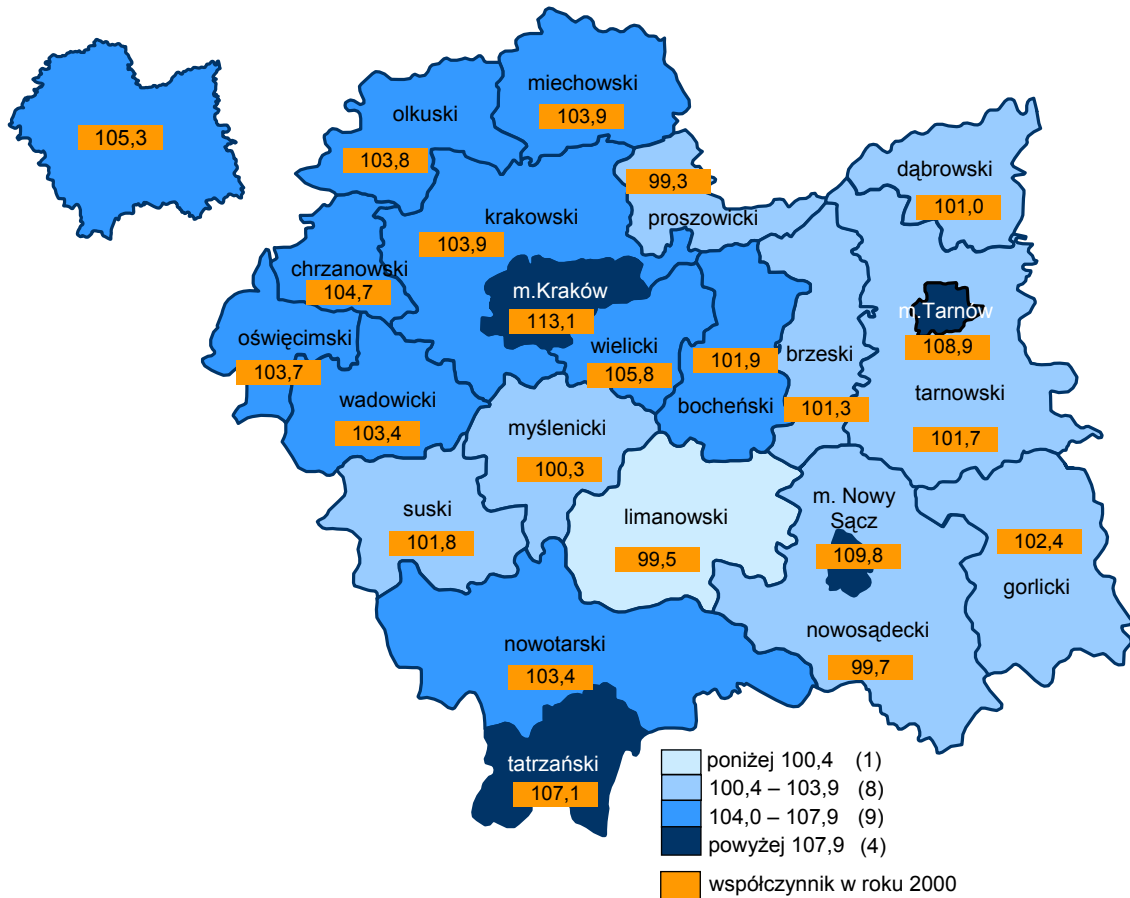 105,3
miechowski
103,9
olkuski
103,8
99,3
proszowicki
dąbrowski
101,0
krakowski
103,9
chrzanowski
104,7
m.Kraków
113,1
m.Tarnów
108,9
oświęcimski
103,7
wielicki
105,8
101,9
bocheński
brzeski
101,3
tarnowski
101,7
wadowicki
103,4
myślenicki
100,3
suski
101,8
limanowski
99,5
m. Nowy
Sącz
109,8
102,4
gorlicki
nowosądecki
99,7
nowotarski
103,4
tatrzański
107,1
poniżej 100,4 (1)
100,4 – 103,9 (8)
104,0 – 107,9 (9)
powyżej 107,9 (4)
współczynnik w roku 2000